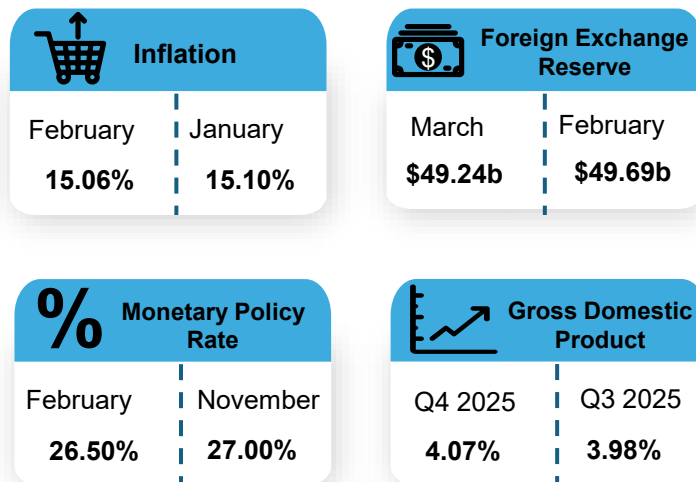 Inflation
February
January
15.06%
15.10%
$
Foreign Exchange
Reserve
March
February
$49.24b
$49.69b
%
Monetary Policy
Rate
February
November
26.50%
27.00%
Gross Domestic
Product
Q4 2025
Q3 2025
4.07%
3.98%